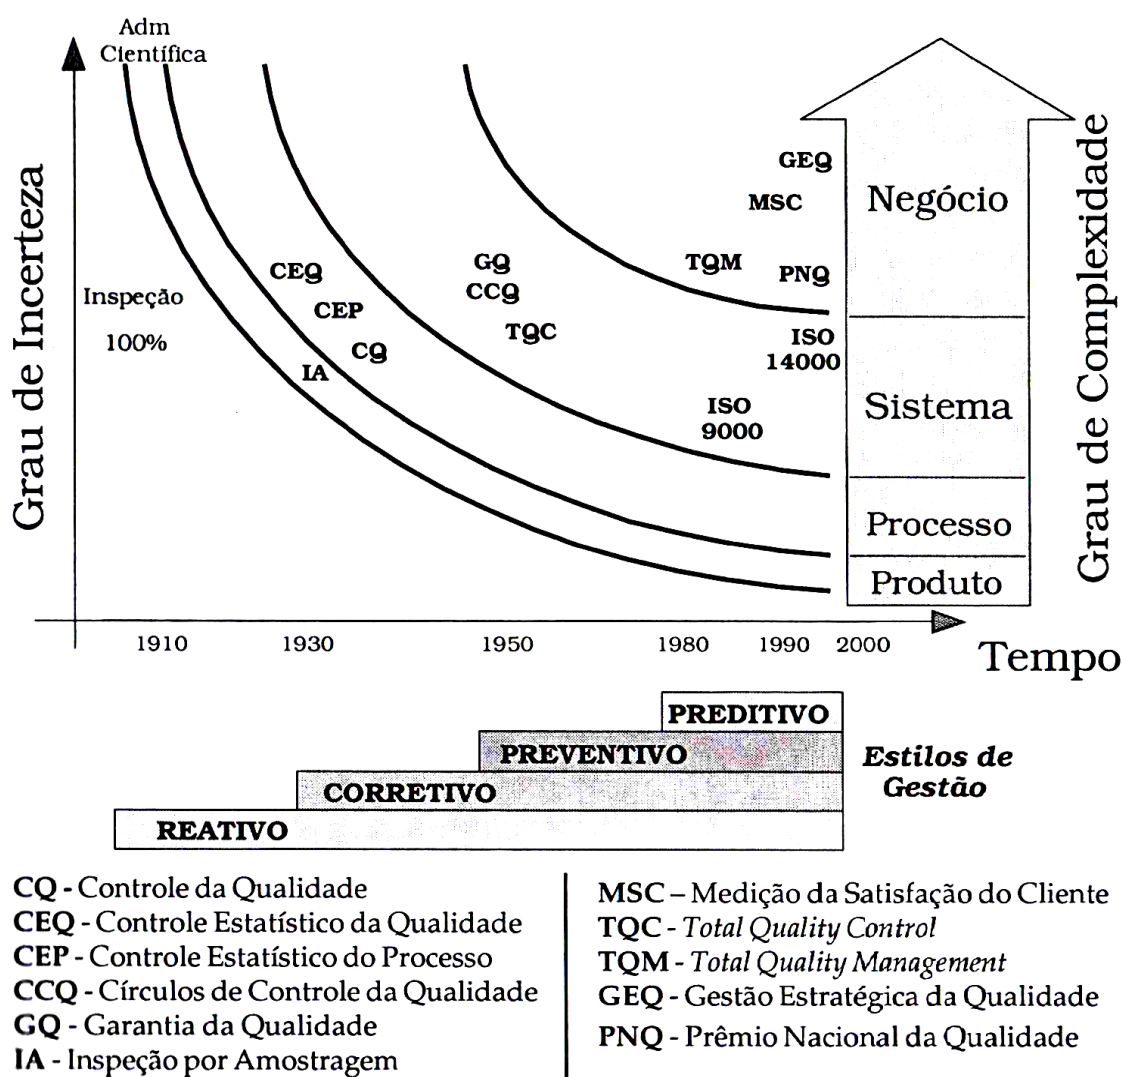 Adm
Científica
Grau de Incerteza
Inspeção
100%
CEQ
CEP
CQ
IA
GQ
CCQ
TQC
GEQ
MSC
TQM
PNQ
ISO
14000
ISO
9000
Negócio
Sistema
Processo
Produto
Grau de Complexidade
1910 1930 1950 1980 1990 2000
Tempo
PREDITIVO
PREVENTIVO
CORRETIVO
REATIVO
Estilos de
Gestão
CQ - Controle da Qualidade
CEQ - Controle Estatístico da Qualidade
CEP - Controle Estatístico do Processo
CCQ - Círculos de Controle da Qualidade
GQ - Garantia da Qualidade
IA - Inspeção por Amostragem
MSC – Medição da Satisfação do Cliente
TQC - Total Quality Control
TQM - Total Quality Management
GEQ - Gestão Estratégica da Qualidade
PNQ - Prêmio Nacional da Qualidade